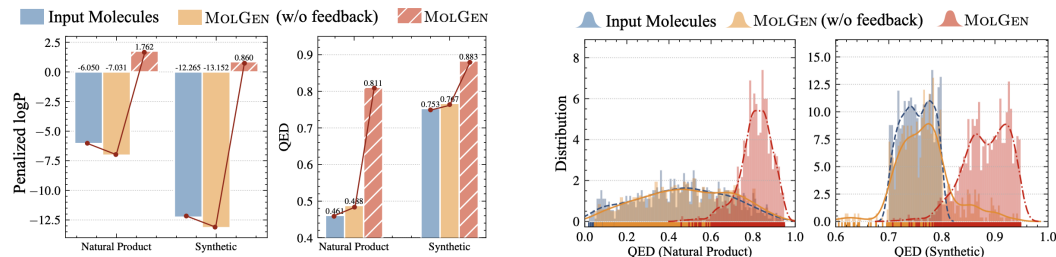 Input Molecules MOLGEN (w/o feedback) MOLGEN
Input Molecules MOLGEN (w/o feedback) MOLGEN
Penalized logP
2.5
0.0
−2.5
−5.0
−7.5
−10.0
−12.5
-6.050 -7.031 1.762 -12.265 -13.152 0.860
Natural Product Synthetic
QED
0.9
0.8
0.7
0.6
0.5
0.4
0.461 0.488 0.811 0.753 0.767 0.883
Natural Product Synthetic
Distribution
8
6
4
2
0
0.0 0.2 0.4 0.6 0.8 1.0
QED (Natural Product)
15.0
12.5
10.0
7.5
5.0
2.5
0.0
0.6 0.7 0.8 0.9 1.0
QED (Synthetic)